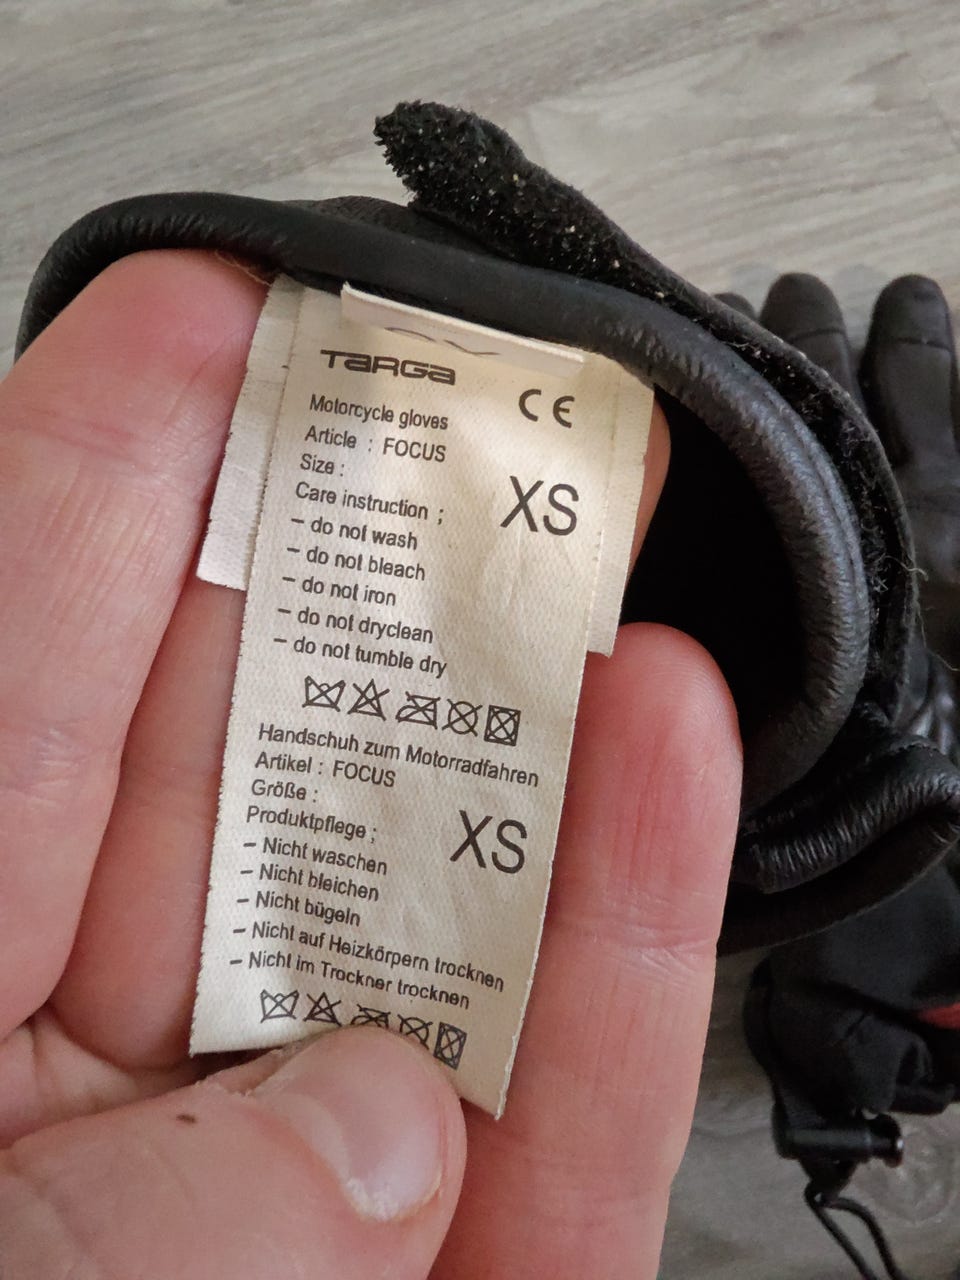 TARGA
CE
Motorcycle gloves
Article : FOCUS
Size :
XS
Care instruction ;
– do not wash
– do not bleach
– do not iron
– do not dryclean
– do not tumble dry
Handschuh zum Motorradfahren
Artikel : FOCUS
Größe :
XS
Produktpflege ;
– Nicht waschen
– Nicht bleichen
– Nicht bügeln
– Nicht auf Heizkörpern trocknen
– Nicht im Trockner trocknen